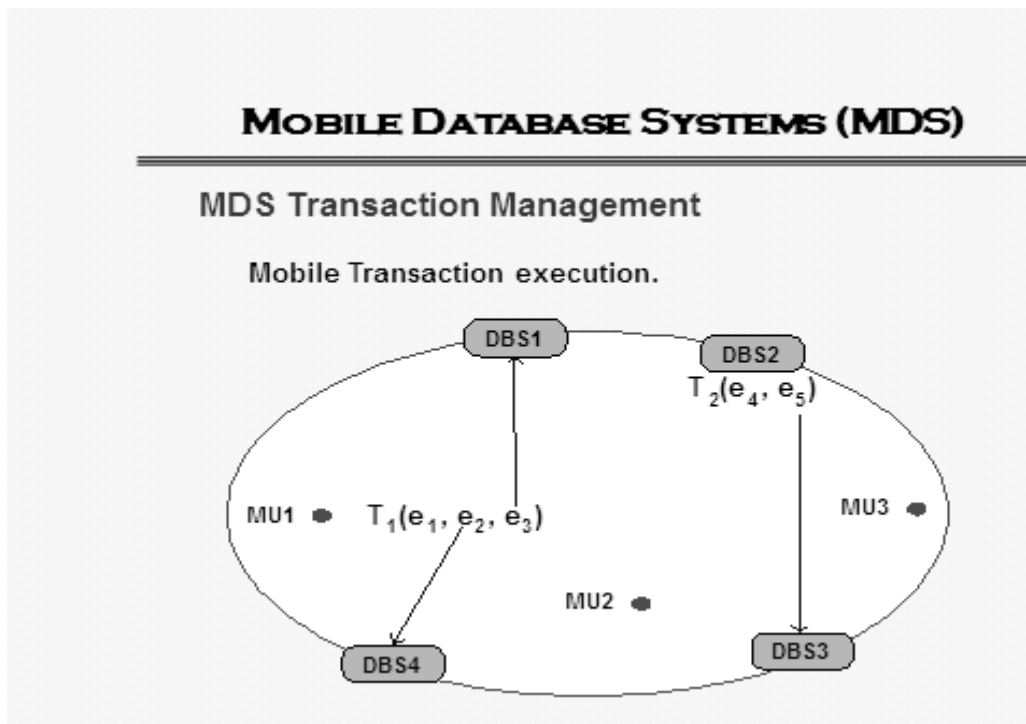 MOBILE DATABASE SYSTEMS (MDS)
MDS Transaction Management
Mobile Transaction execution.
DBS1
DBS2
T2(e4, e5)
MU1
T1(e1, e2, e3)
MU3
MU2
DBS4
DBS3